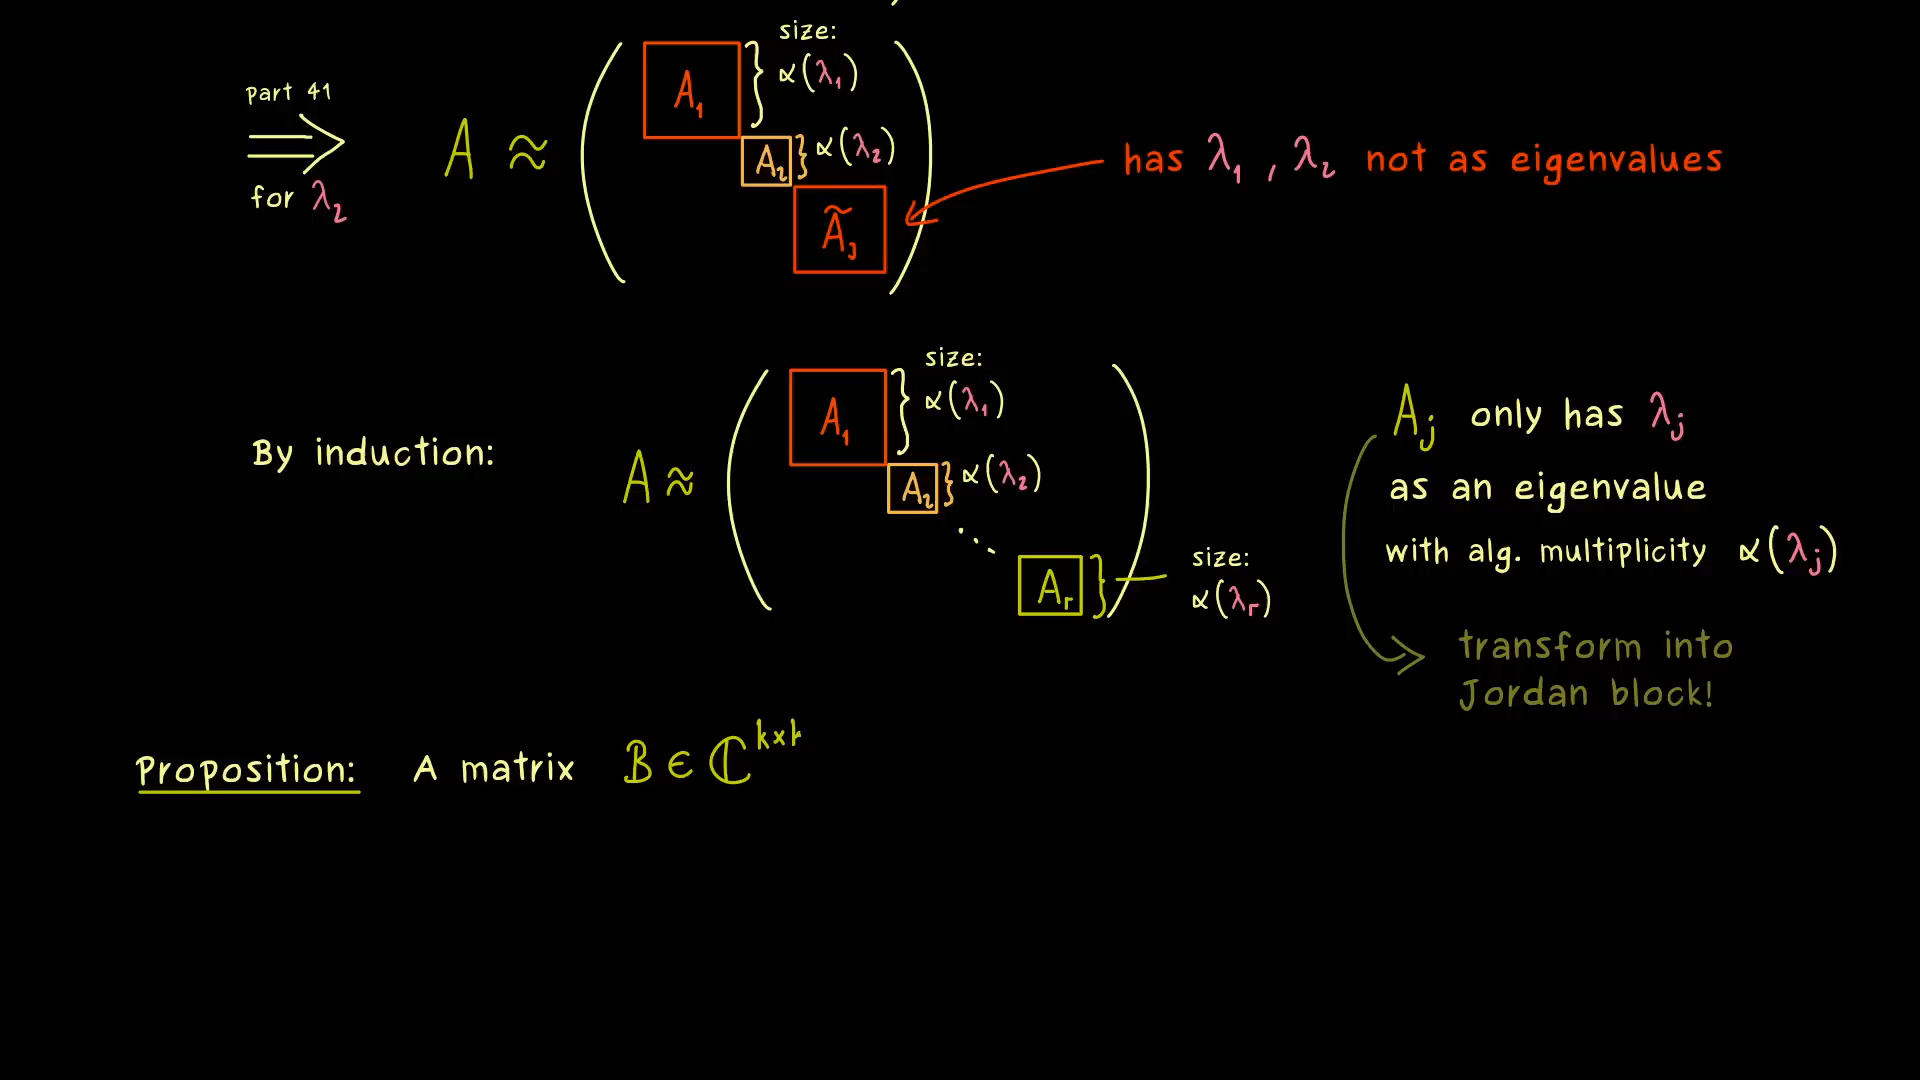 size:
α(λ₁)
part 41
⟹
for λ₂
A ≈ ( A₁ A₂ Ãⱼ )
α(λ₂)
has λ₁ , λ₂ not as eigenvalues
By induction:
A ≈ ( A₁ A₂ ⋱ Aᵣ )
size:
α(λ₁)
α(λ₂)
size:
α(λᵣ)
Aⱼ only has λⱼ
as an eigenvalue
with alg. multiplicity α(λⱼ)
transform into
Jordan block!
Proposition: A matrix B ∈ ℂᵏˣᵏ